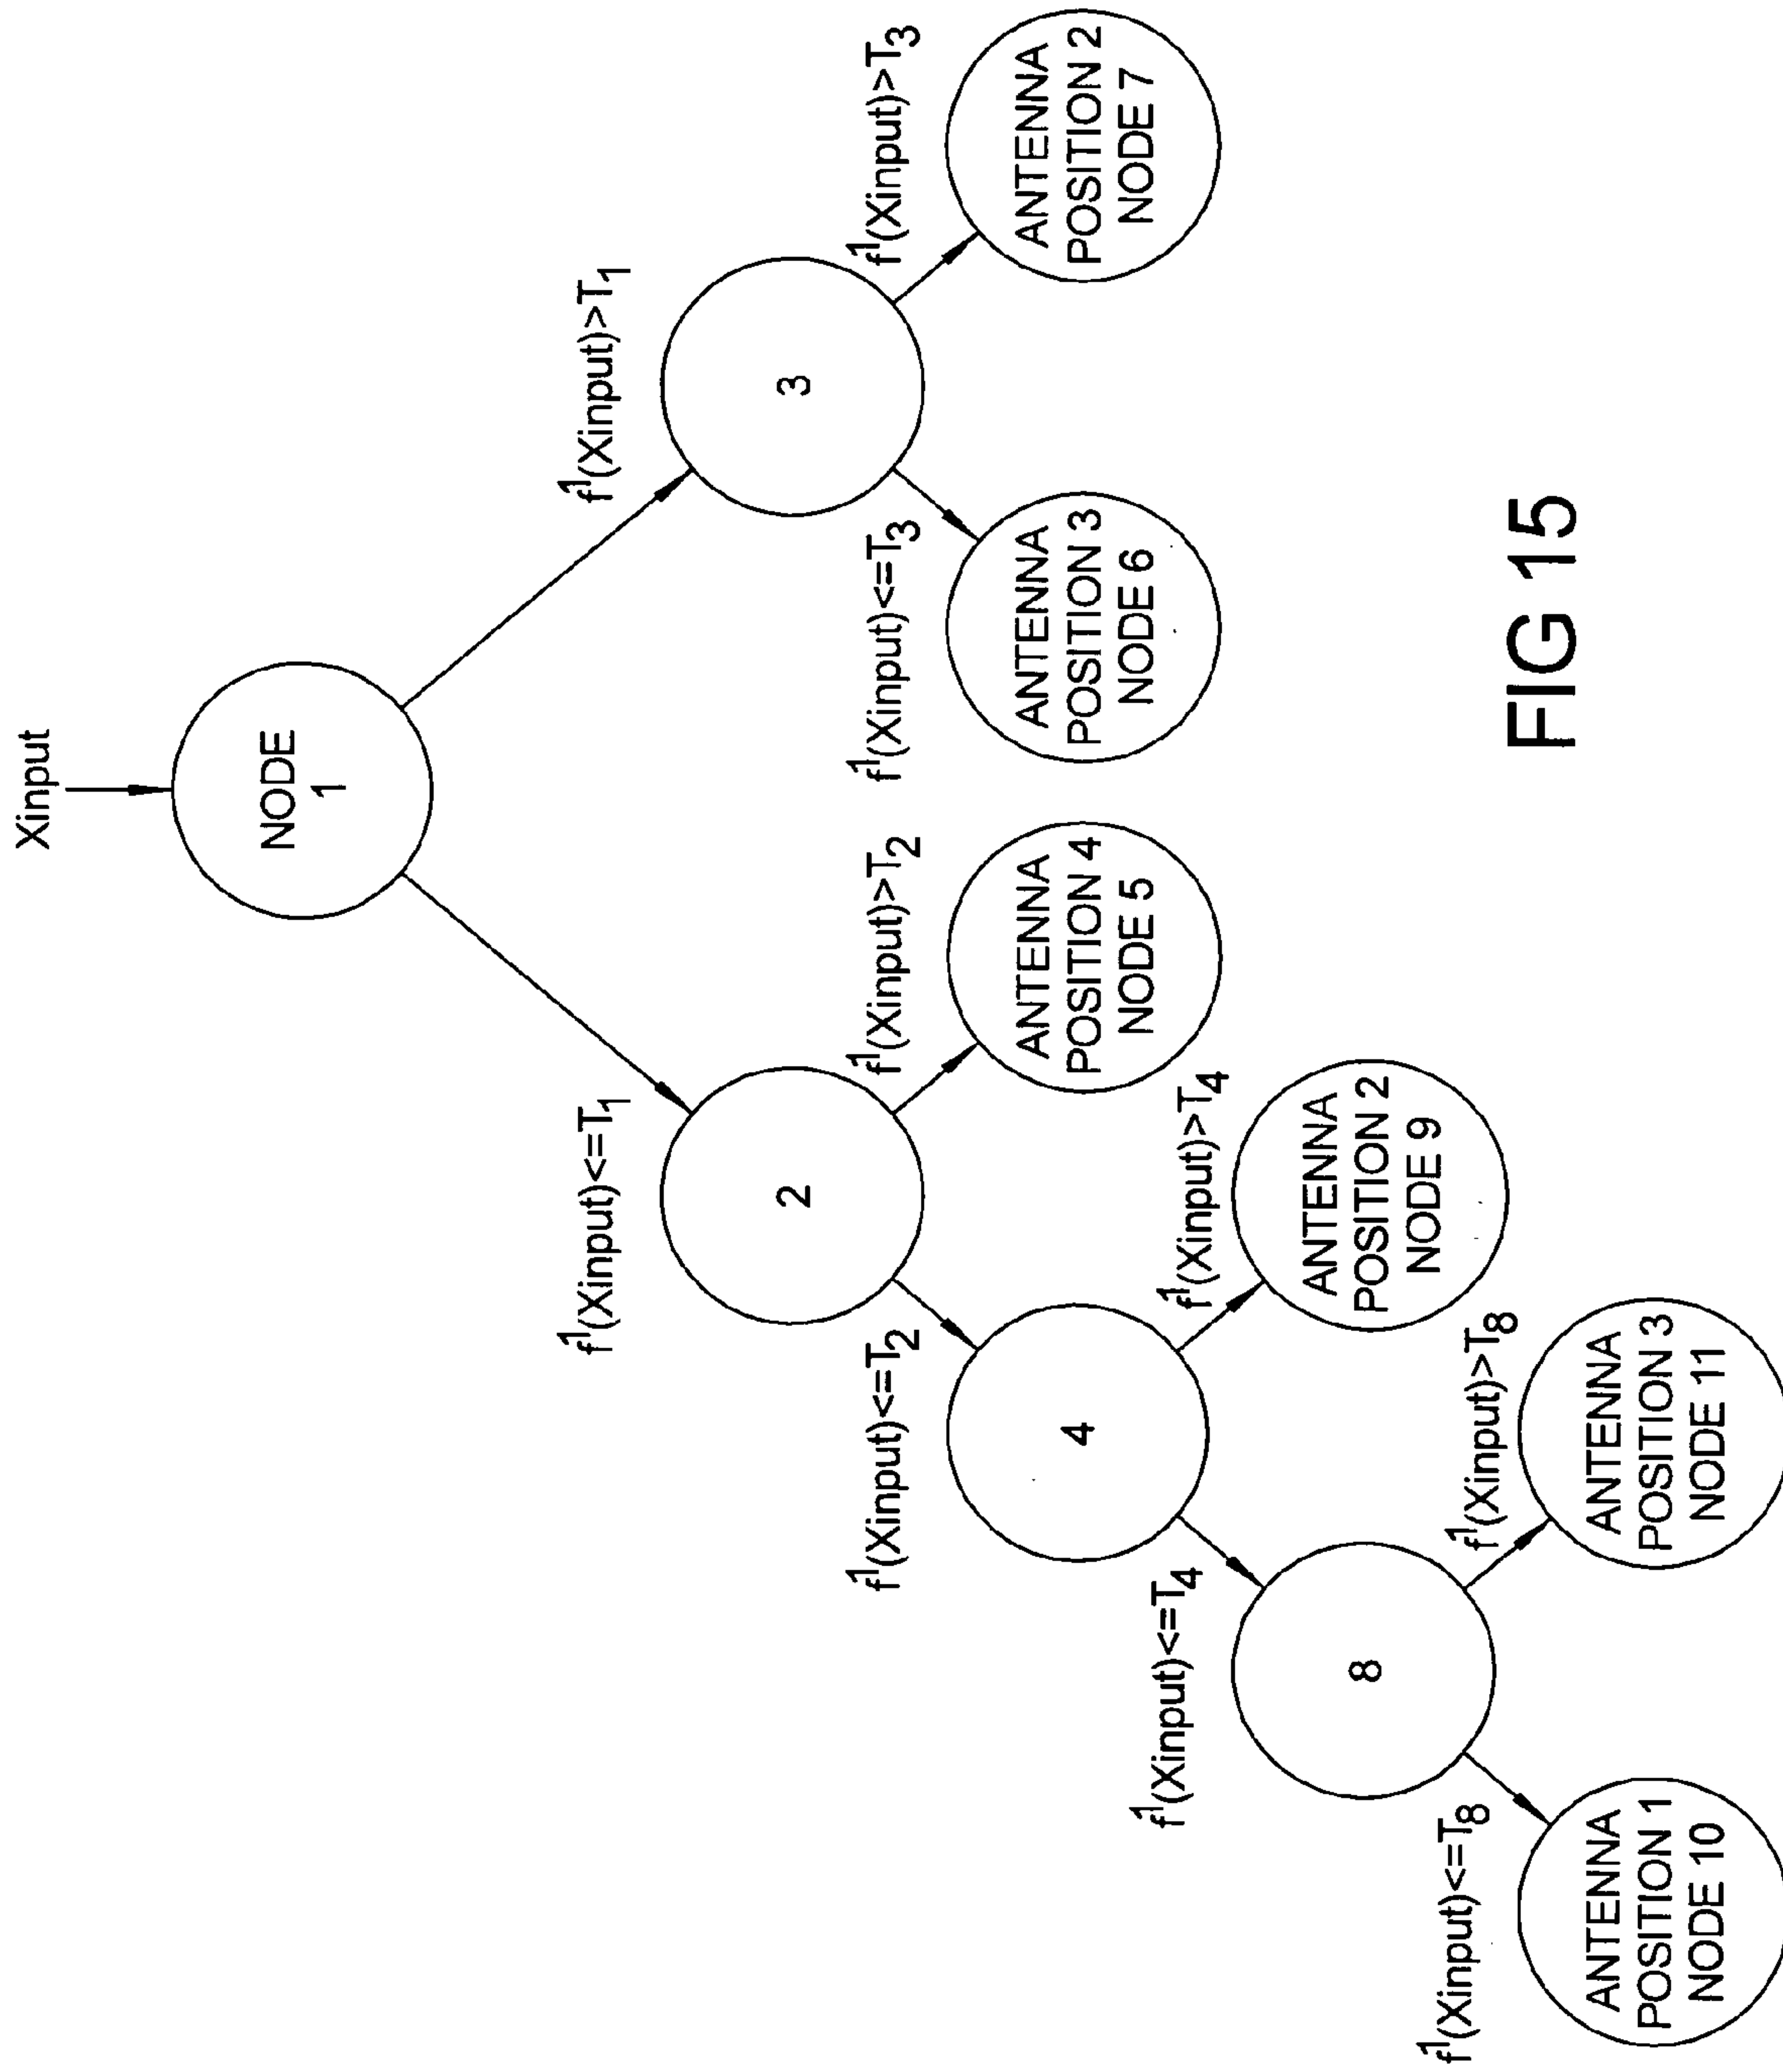 Xinput
NODE
1
f¹(Xinput)<=T₁
f¹(Xinput)>T₁
2
3
f¹(Xinput)<=T₂
f¹(Xinput)>T₂
f¹(Xinput)<=T₃
f¹(Xinput)>T₃
4
ANTENNA
POSITION 4
NODE 5
ANTENNA
POSITION 3
NODE 6
ANTENNA
POSITION 2
NODE 7
f¹(Xinput)<=T₄
f¹(Xinput)>T₄
8
ANTENNA
POSITION 2
NODE 9
f¹(Xinput)<=T₈
f¹(Xinput)>T₈
ANTENNA
POSITION 1
NODE 10
ANTENNA
POSITION 3
NODE 11
FIG 15